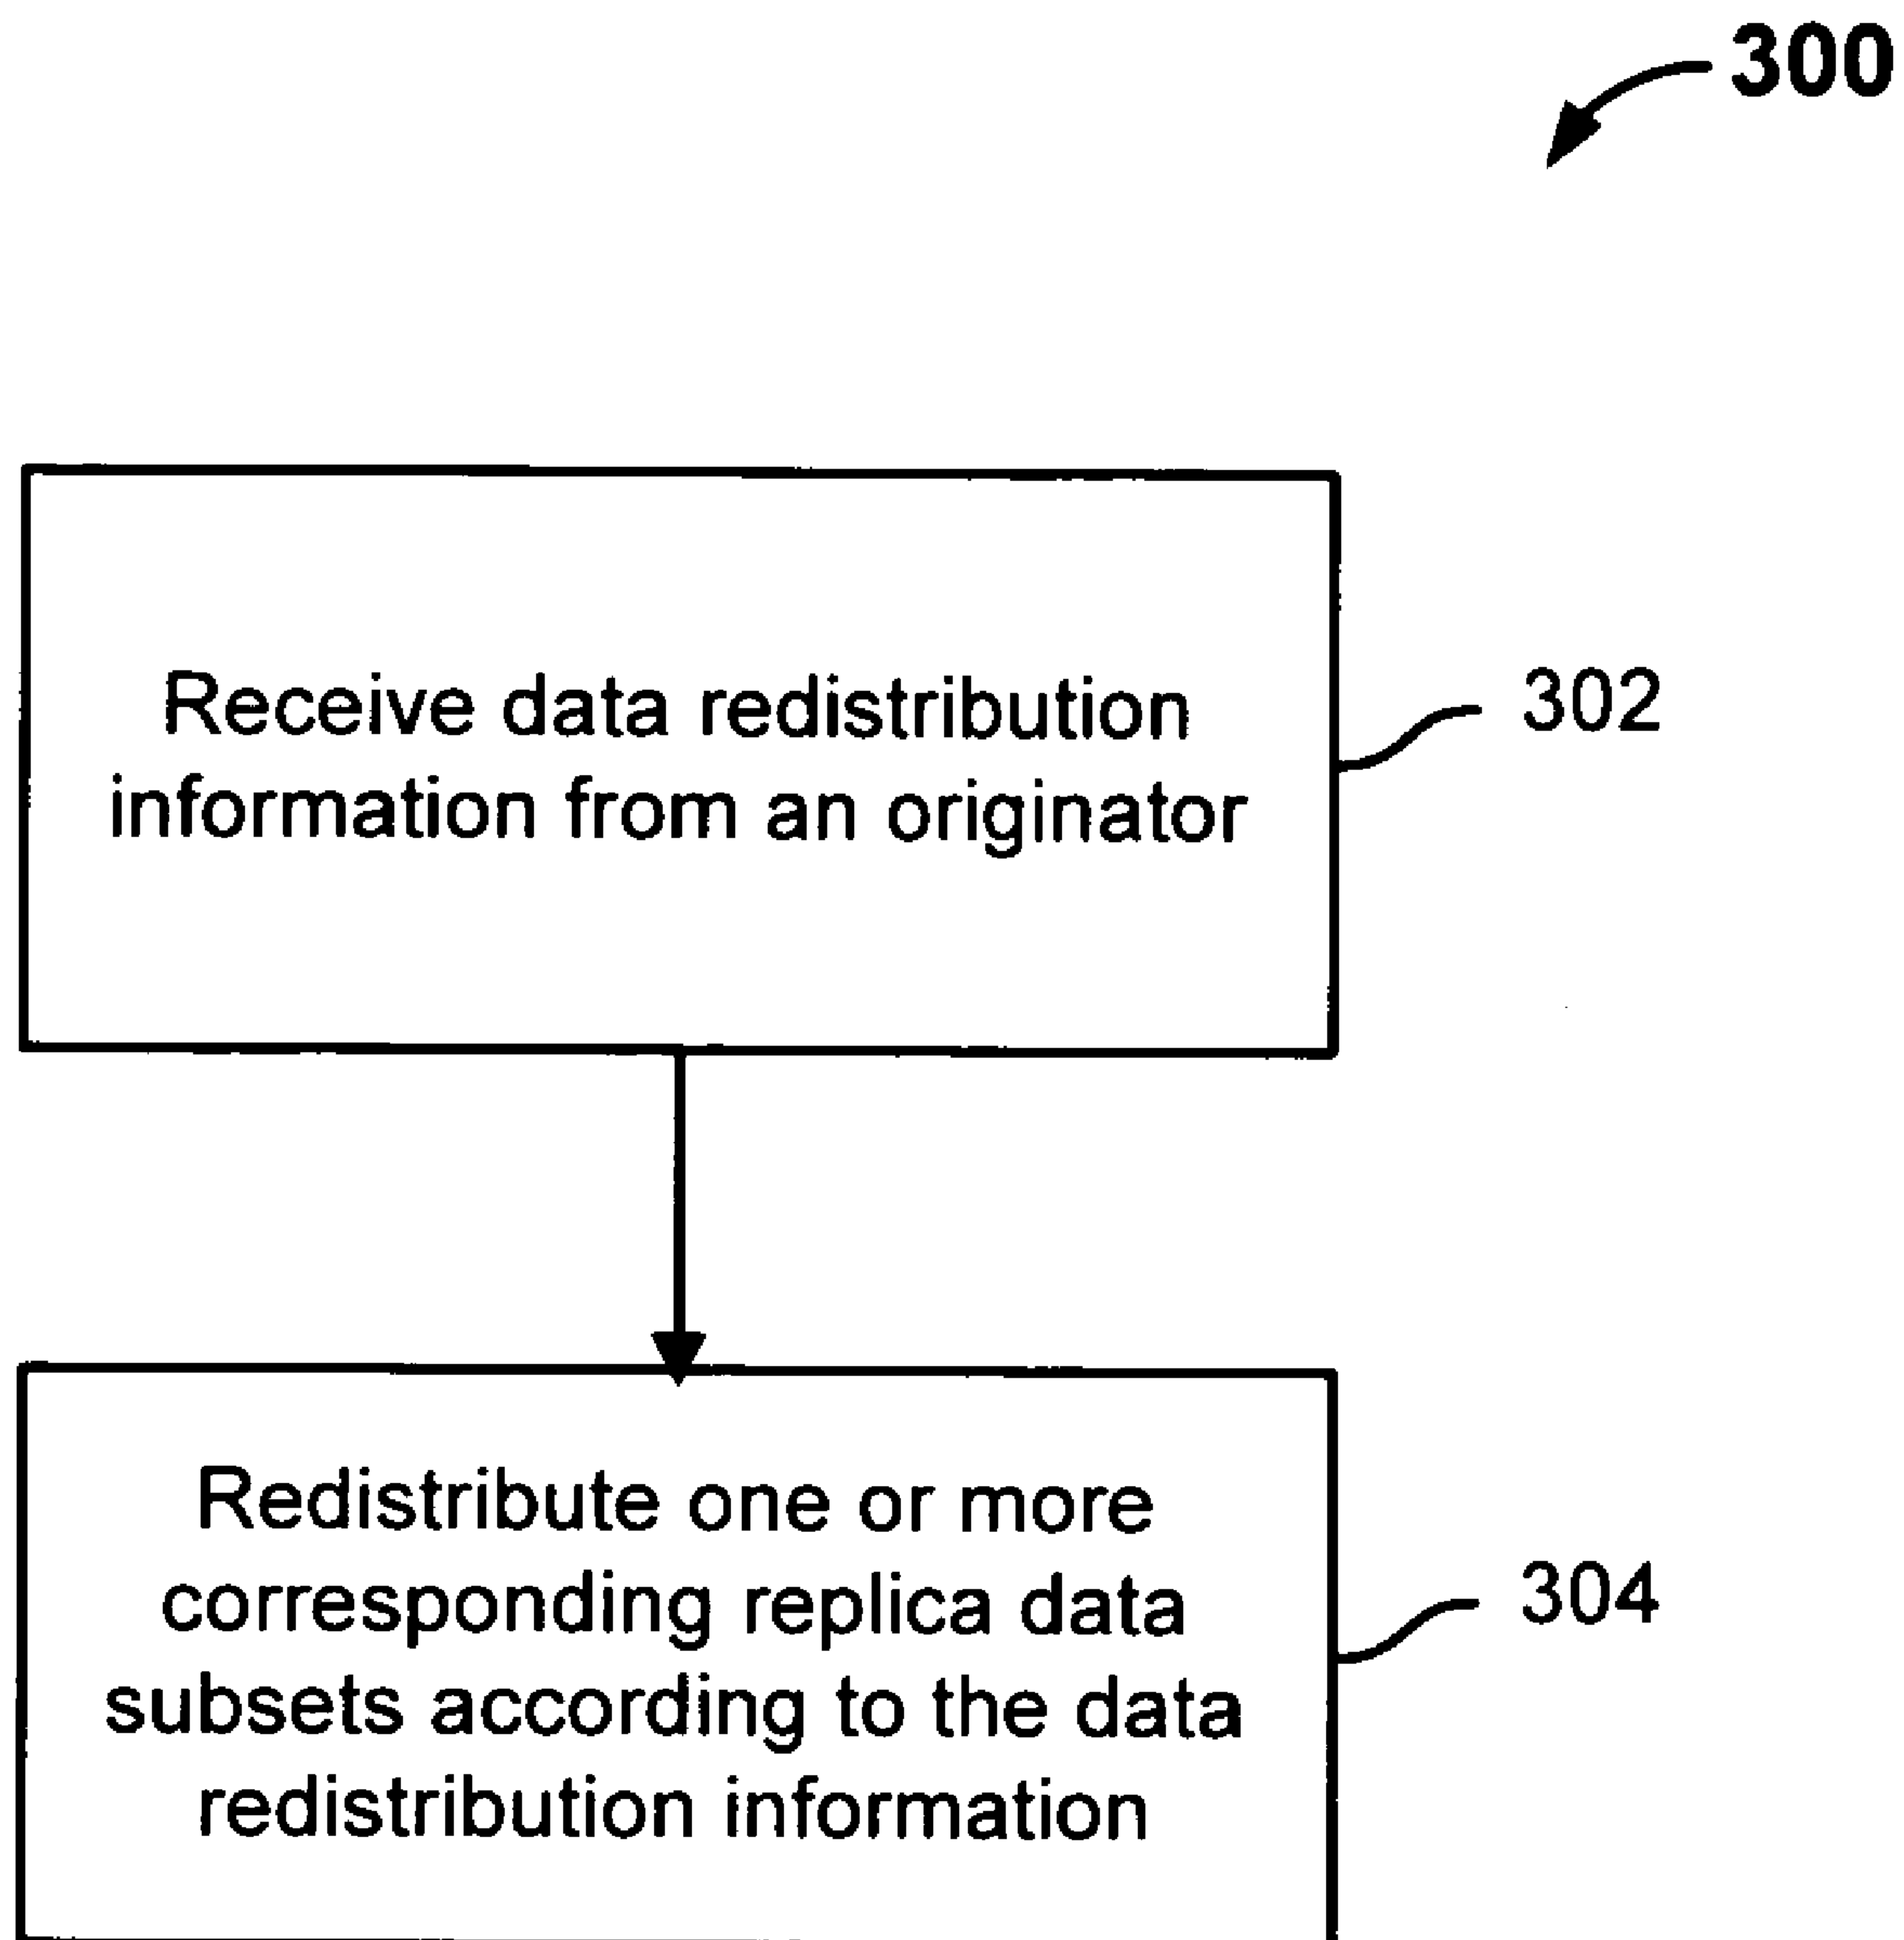 300
Receive data redistribution
information from an originator
302
Redistribute one or more
corresponding replica data
subsets according to the data
redistribution information
304